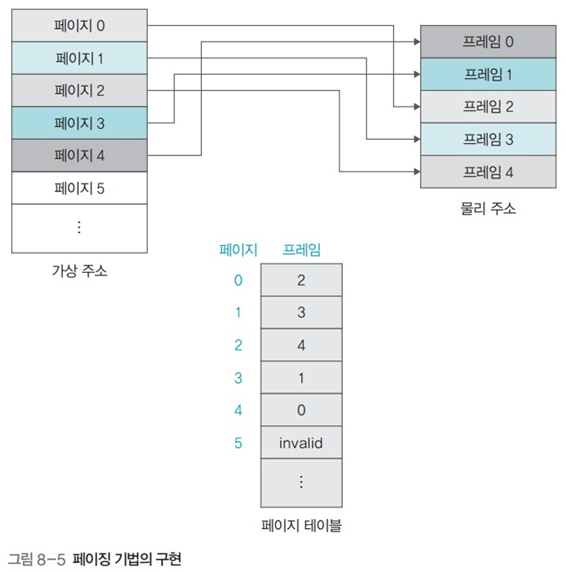 페이지 0
페이지 1
페이지 2
페이지 3
페이지 4
페이지 5
⋮
가상 주소
프레임 0
프레임 1
프레임 2
프레임 3
프레임 4
물리 주소
페이지 프레임
0 2
1 3
2 4
3 1
4 0
5 invalid
⋮
페이지 테이블
그림 8-5 페이징 기법의 구현